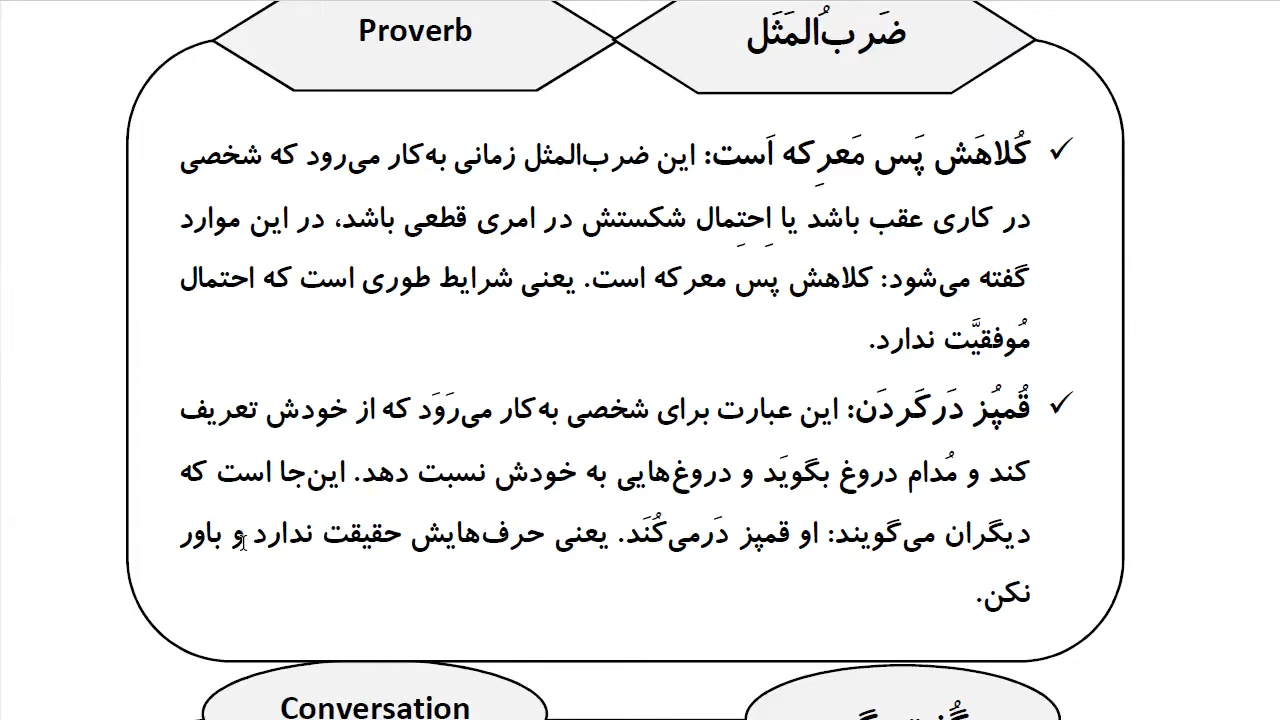 Proverb
ضَربُ‌المَثَل
کُلاهَش پَس مَعرِکه اَست: این ضرب‌المثل زمانی به‌کار می‌رود که شخصی
در کاری عقب باشد یا اِحتِمال شکستش در امری قطعی باشد، در این موارد
گفته می‌شود: کلاهش پس معرکه است. یعنی شرایط طوری است که احتمال
مُوفقیَّت ندارد.
قُمپُز دَرکَردَن: این عبارت برای شخصی به‌کار می‌رَوَد که از خودش تعریف
کند و مُدام دروغ بگویَد و دروغ‌هایی به خودش نسبت دهد. این‌جا است که
دیگران می‌گویند: او قمپز دَرمی‌کُنَد. یعنی حرف‌هایش حقیقت ندارد و باور
نکن.
Conversation